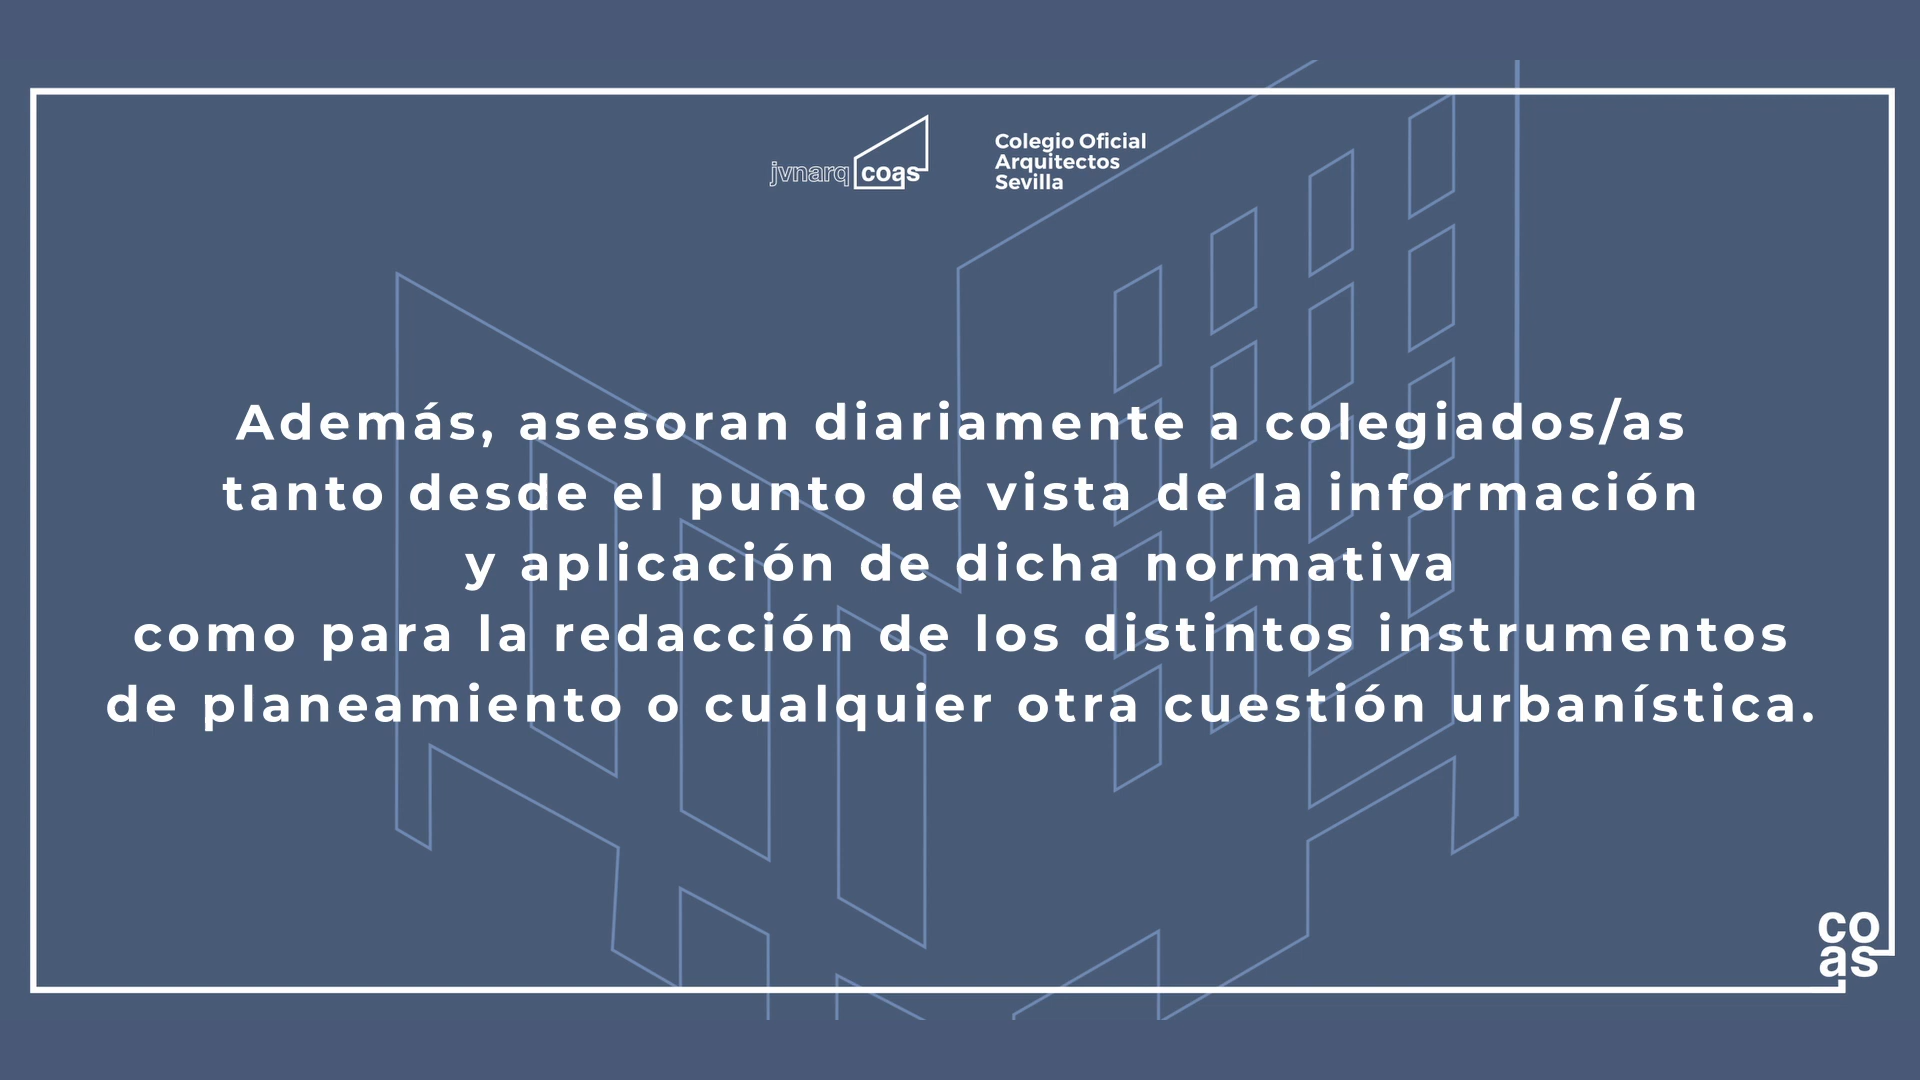 jvnarq coas
Colegio Oficial
Arquitectos
Sevilla
Además, asesoran diariamente a colegiados/as
tanto desde el punto de vista de la información
y aplicación de dicha normativa
como para la redacción de los distintos instrumentos
de planeamiento o cualquier otra cuestión urbanística.
co
as